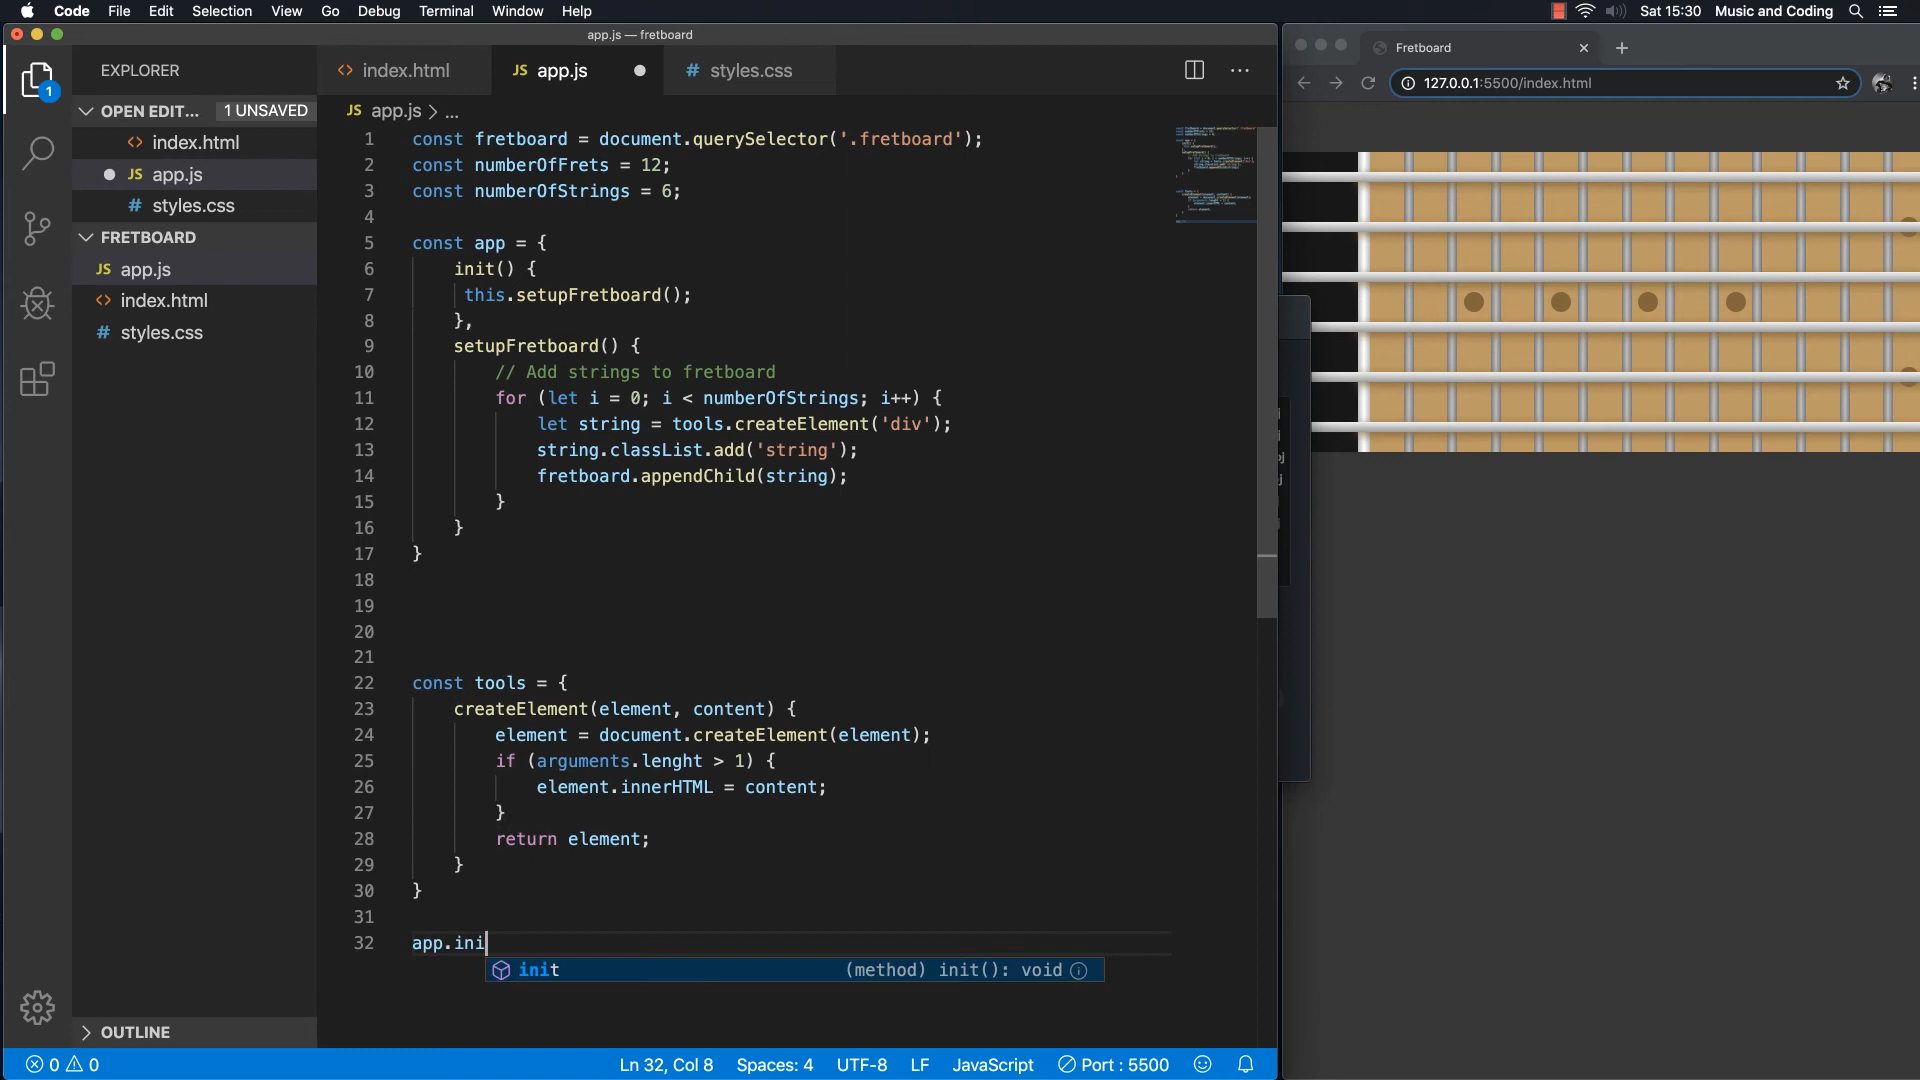 Code File Edit Selection View Go Debug Terminal Window Help Sat 15:30 Music and Coding
app.js — fretboard
EXPLORER
OPEN EDIT... 1 UNSAVED
index.html
JS app.js
# styles.css
FRETBOARD
JS app.js
index.html
# styles.css
OUTLINE
1
index.html JS app.js # styles.css
JS app.js > ...
1 const fretboard = document.querySelector('.fretboard');
2 const numberOfFrets = 12;
3 const numberOfStrings = 6;
4
5 const app = {
6 init() {
7 this.setupFretboard();
8 },
9 setupFretboard() {
10 // Add strings to fretboard
11 for (let i = 0; i < numberOfStrings; i++) {
12 let string = tools.createElement('div');
13 string.classList.add('string');
14 fretboard.appendChild(string);
15 }
16 }
17 }
18
19
20
21
22 const tools = {
23 createElement(element, content) {
24 element = document.createElement(element);
25 if (arguments.lenght > 1) {
26 element.innerHTML = content;
27 }
28 return element;
29 }
30 }
31
32 app.ini
init (method) init(): void
0 0 Ln 32, Col 8 Spaces: 4 UTF-8 LF JavaScript Port : 5500
Fretboard
127.0.0.1:5500/index.html